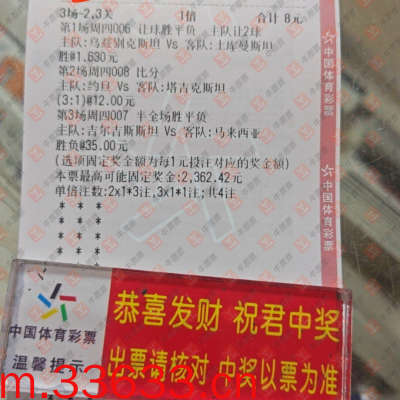 3场-2,3关 1倍 合计 8元
第1场周四006 让球胜平负 主队让2球
主队:乌兹别克斯坦 Vs 客队:土库曼斯坦
胜@1.630元
第2场周四008 比分
主队:约旦 Vs 客队:塔吉克斯坦
(3:1)@12.00元
第3场周四007 半全场胜平负
主队:吉尔吉斯斯坦 Vs 客队:马来西亚
胜负@35.00元
(选项固定奖金额为每1元投注对应的奖金额)
本票最高可能固定奖金:2,362.42元
单倍注数:2x1*3注,3x1*1注;共4注
* * *
* * *
* * *
* * *
中国体育彩票
中国体育彩票
中国体育彩票
温馨提示
恭喜发财 祝君中奖
出票请核对 中奖以票为准